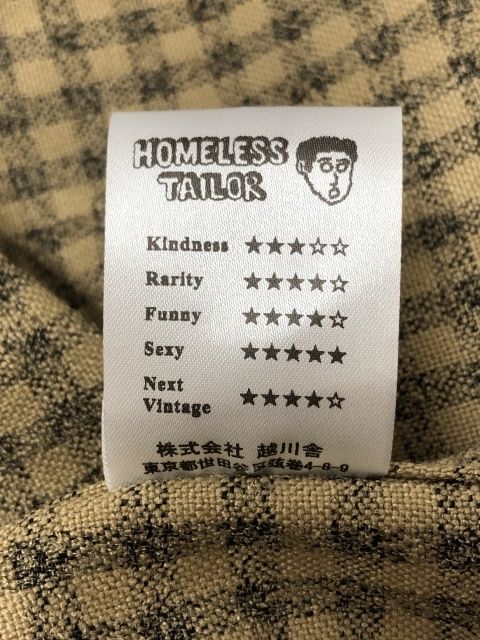 HOMELESS
TAILOR
Kindness ★★★☆☆
Rarity ★★★★☆
Funny ★★★★☆
Sexy ★★★★★
Next
Vintage ★★★★☆
株式会社 越川舎
東京都世田谷区弦巻4-8-9